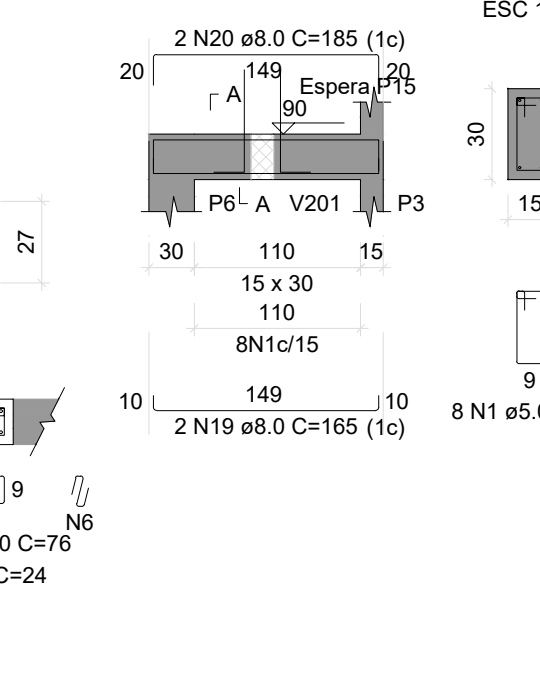 ESC 1
2 N20 ø8.0 C=185 (1c)
20
149
20
Espera P15
A
90
30
P6
A
V201
P3
15
27
30
110
15
15 x 30
110
8N1c/15
10
149
10
2 N19 ø8.0 C=165 (1c)
9
8 N1 ø5.0
9
N6
0 C=76
C=24